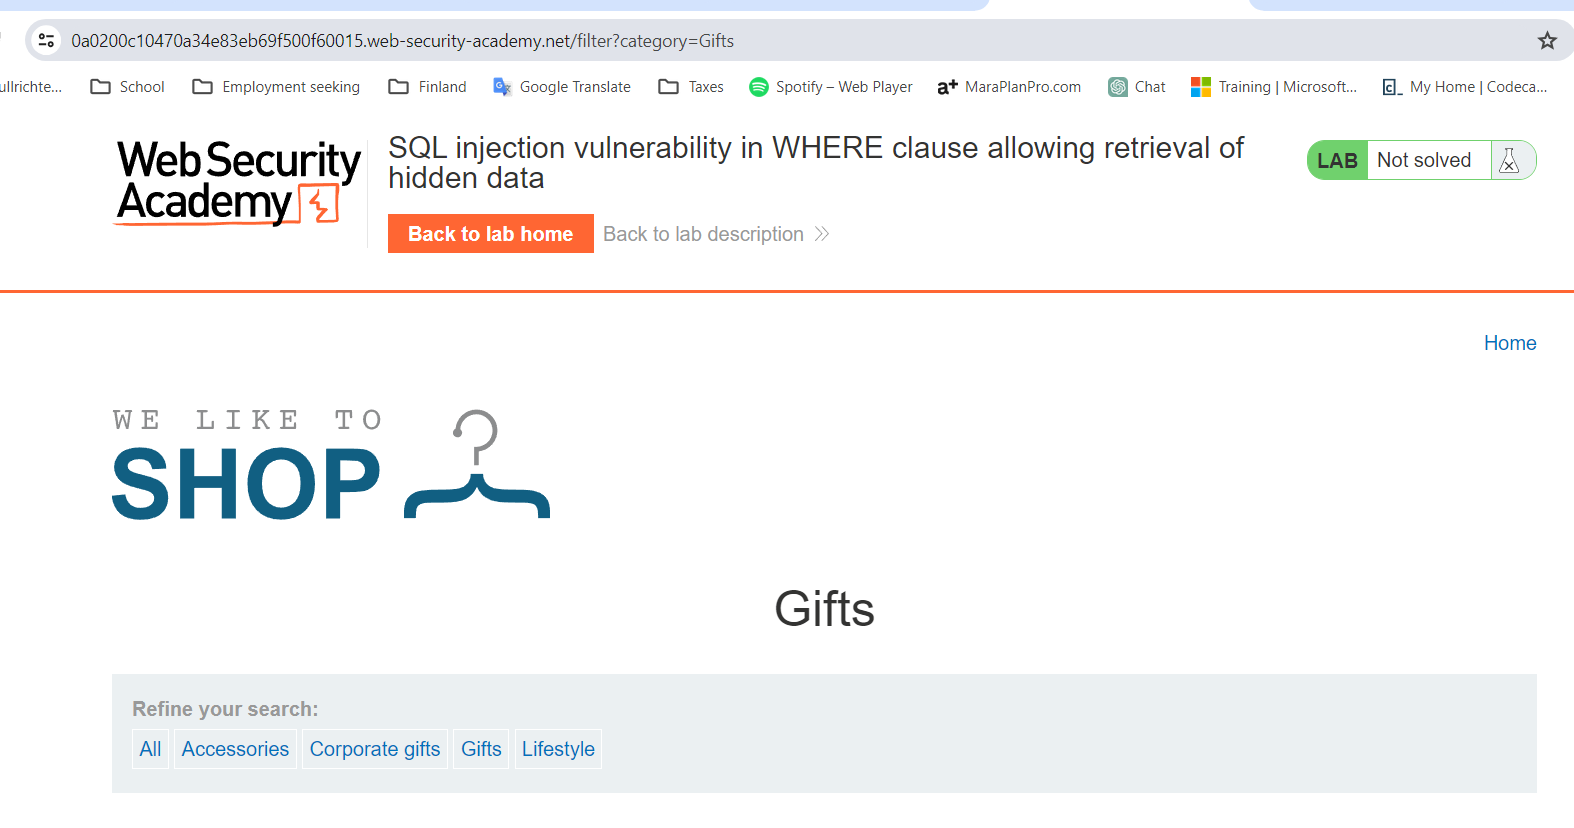 0a0200c10470a34e83eb69f500f60015.web-security-academy.net/filter?category=Gifts
ullrichte... School Employment seeking Finland Google Translate Taxes Spotify – Web Player a+ MaraPlanPro.com Chat Training | Microsoft... My Home | Codeca...
Web Security
Academy
SQL injection vulnerability in WHERE clause allowing retrieval of
hidden data
LAB Not solved
Back to lab home Back to lab description
Home
WE LIKE TO
SHOP
Gifts
Refine your search:
All Accessories Corporate gifts Gifts Lifestyle